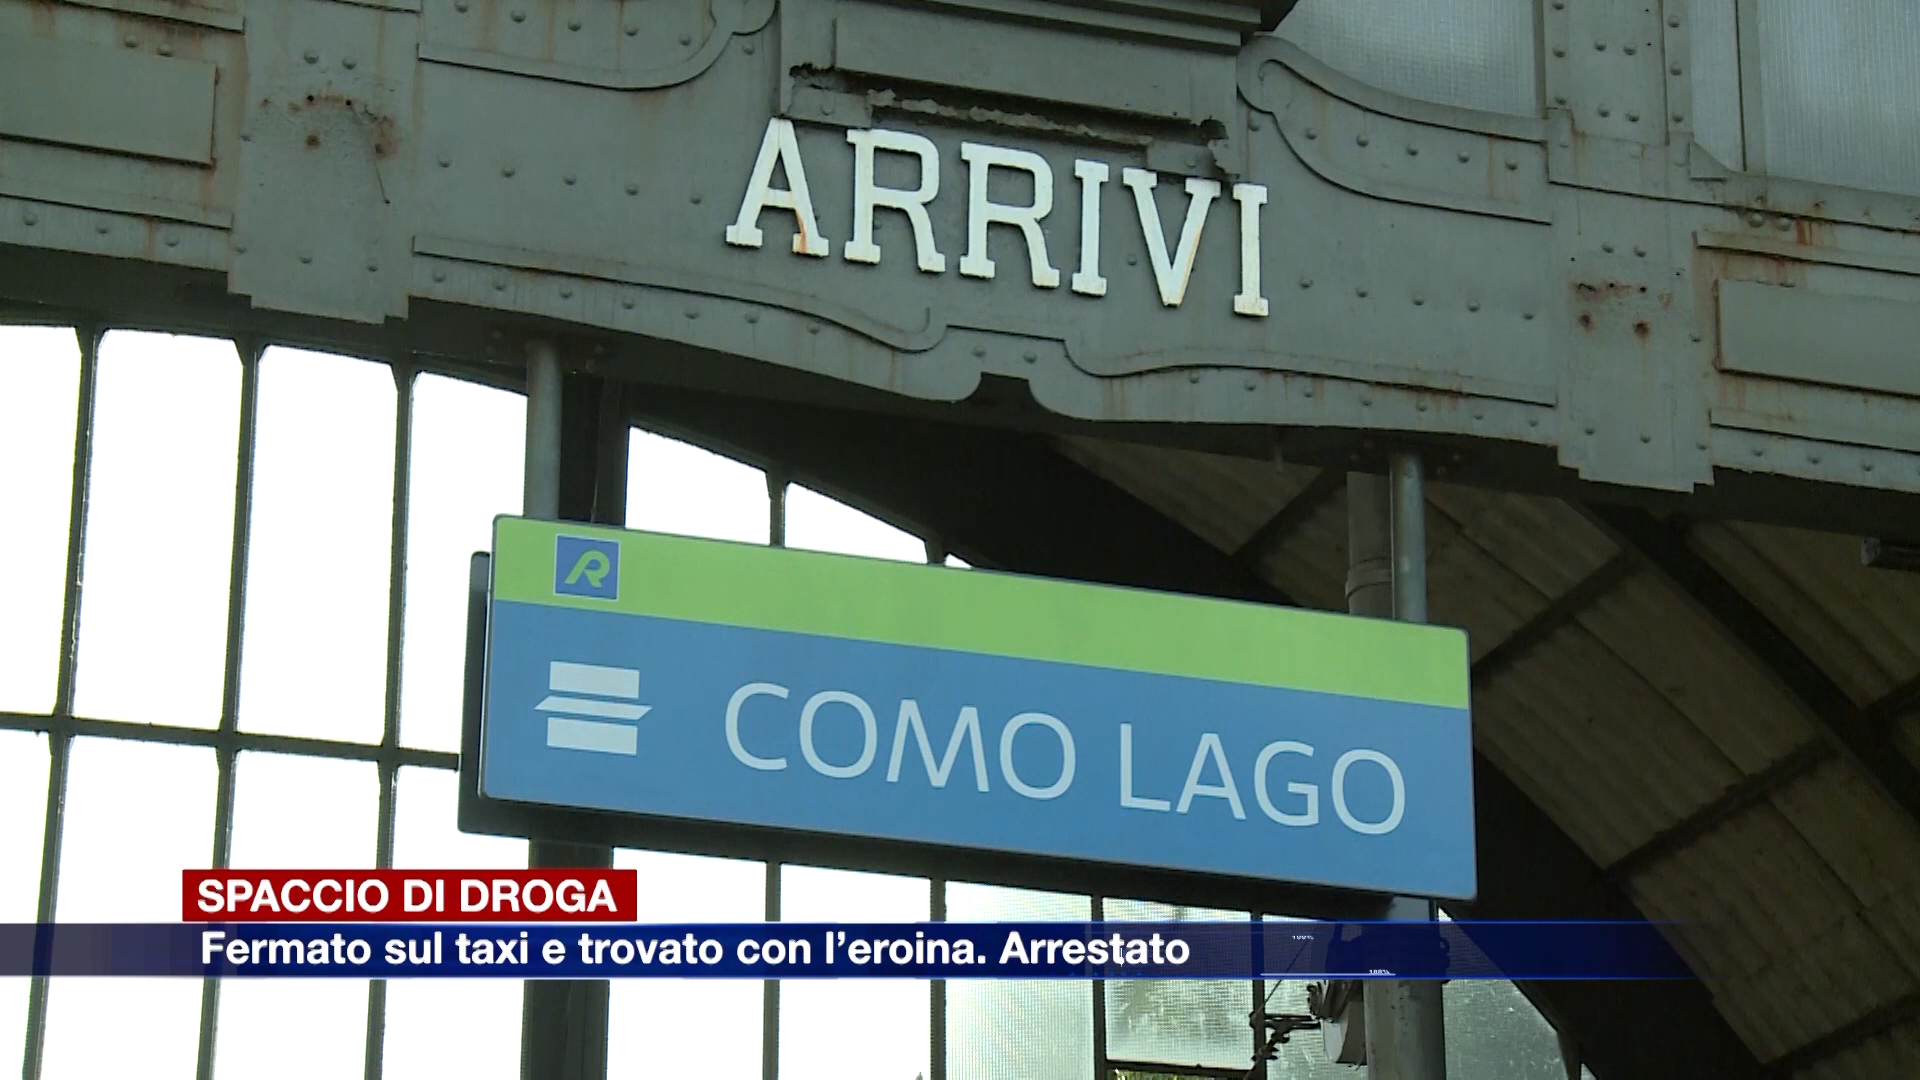 ARRIVI
R
COMO LAGO
SPACCIO DI DROGA
Fermato sul taxi e trovato con l’eroina. Arrestato